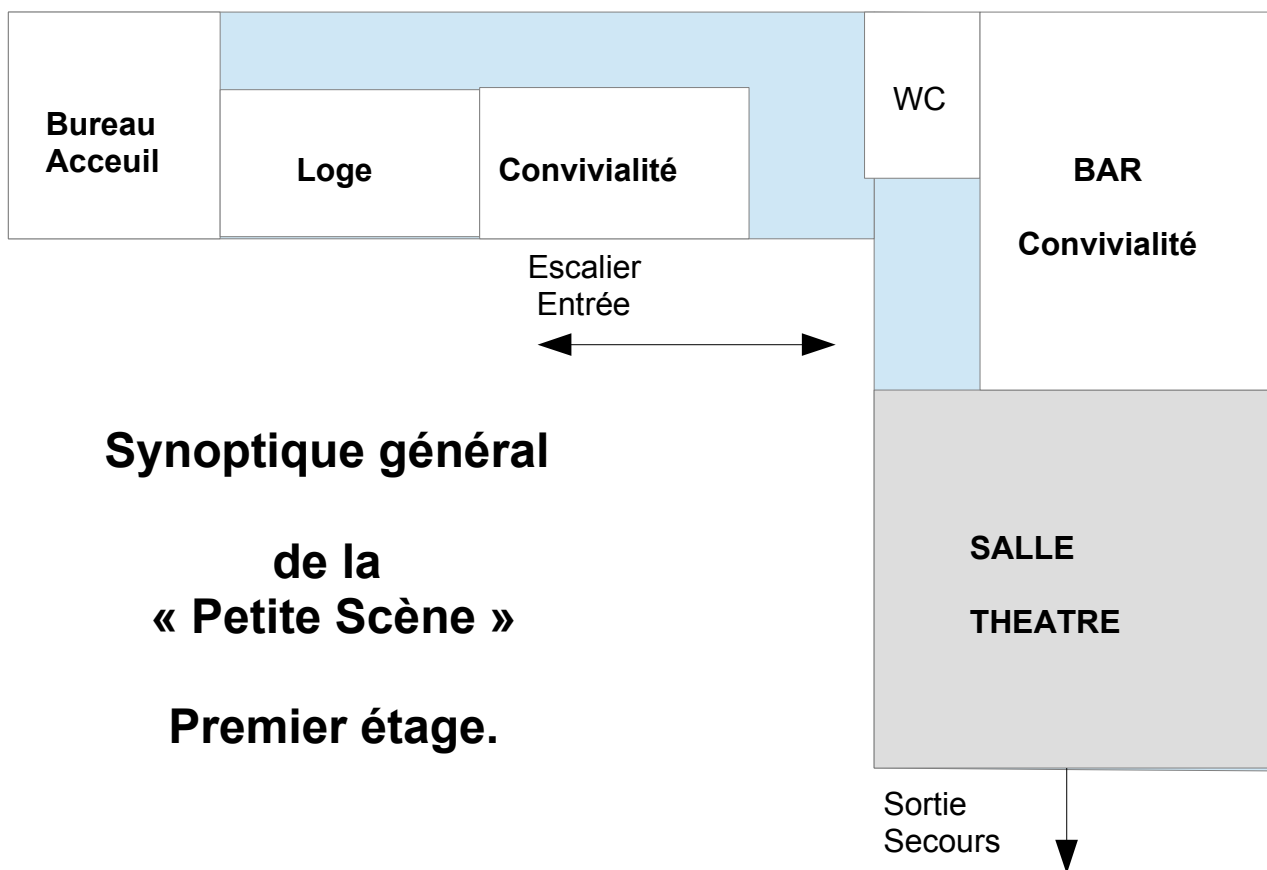 Bureau
Acceuil
Loge
Convivialité
WC
BAR
Convivialité
Escalier
Entrée
Synoptique général
de la
« Petite Scène »
Premier étage.
SALLE
THEATRE
Sortie
Secours